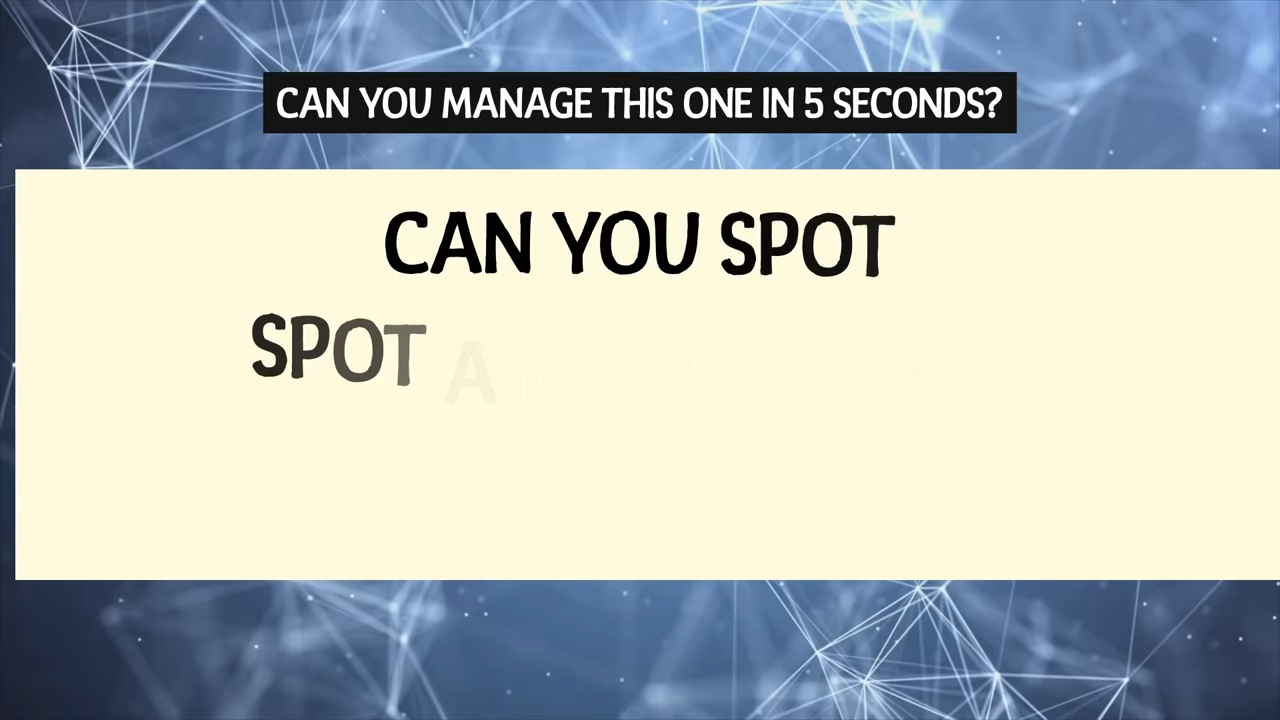 CAN YOU MANAGE THIS ONE IN 5 SECONDS?
CAN YOU SPOT
SPOT A